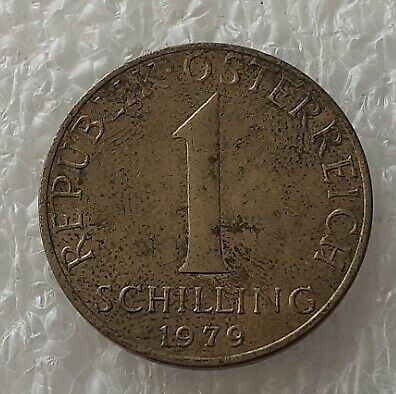 REPUBLIK · ÖSTERREICH
1
SCHILLING
1979